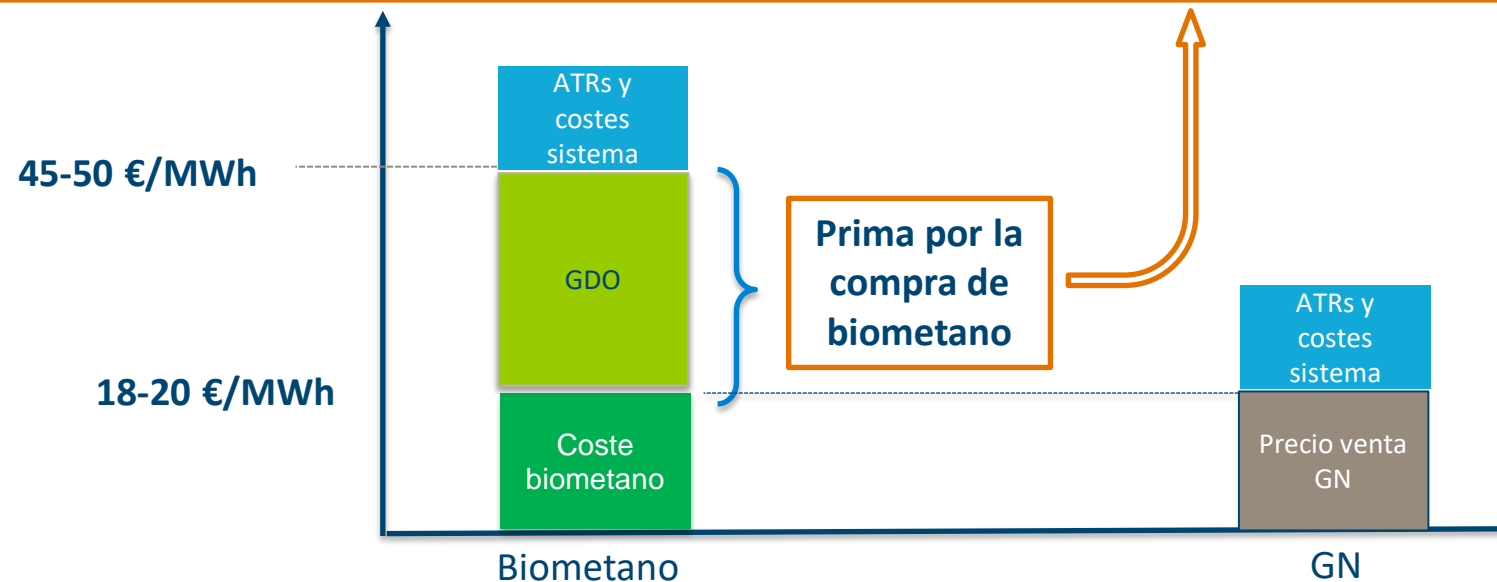 ATRs y
costes
sistema
45-50 €/MWh
GDO
Prima por la
compra de
biometano
ATRs y
costes
sistema
18-20 €/MWh
Coste
biometano
Precio venta
GN
Biometano
GN